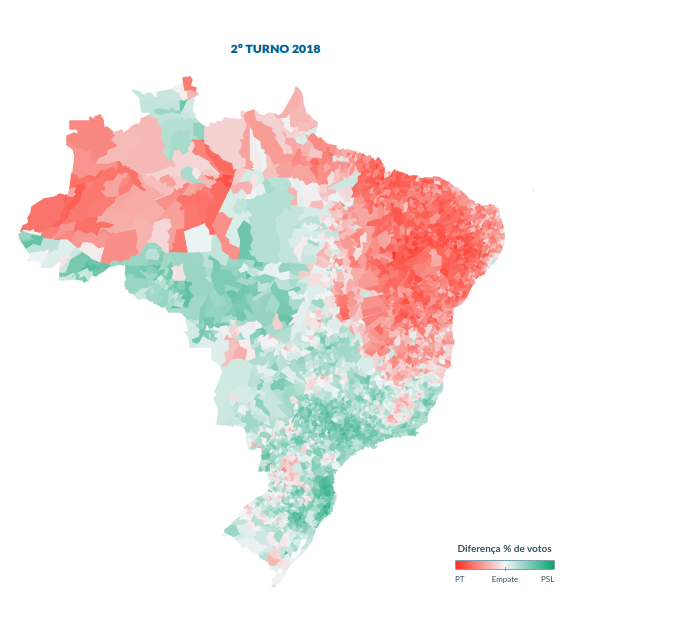 2º TURNO 2018
Diferença % de votos
PT Empate PSL